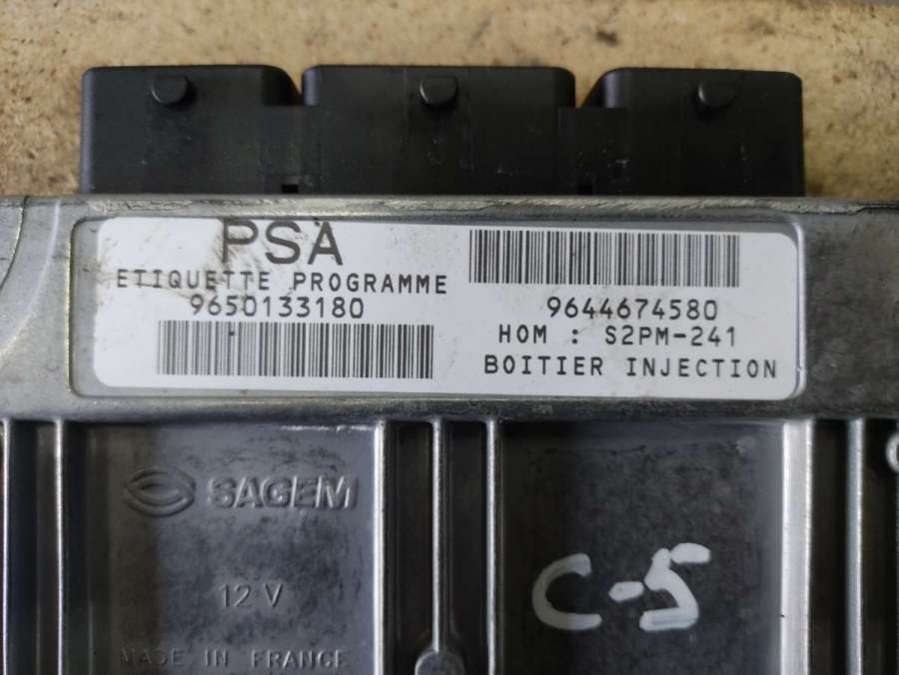 PSA
ETIQUETTE PROGRAMME
9650133180
9644674580
HOM : S2PM-241
BOITIER INJECTION
SAGEM
12 V
MADE IN FRANCE
C-5